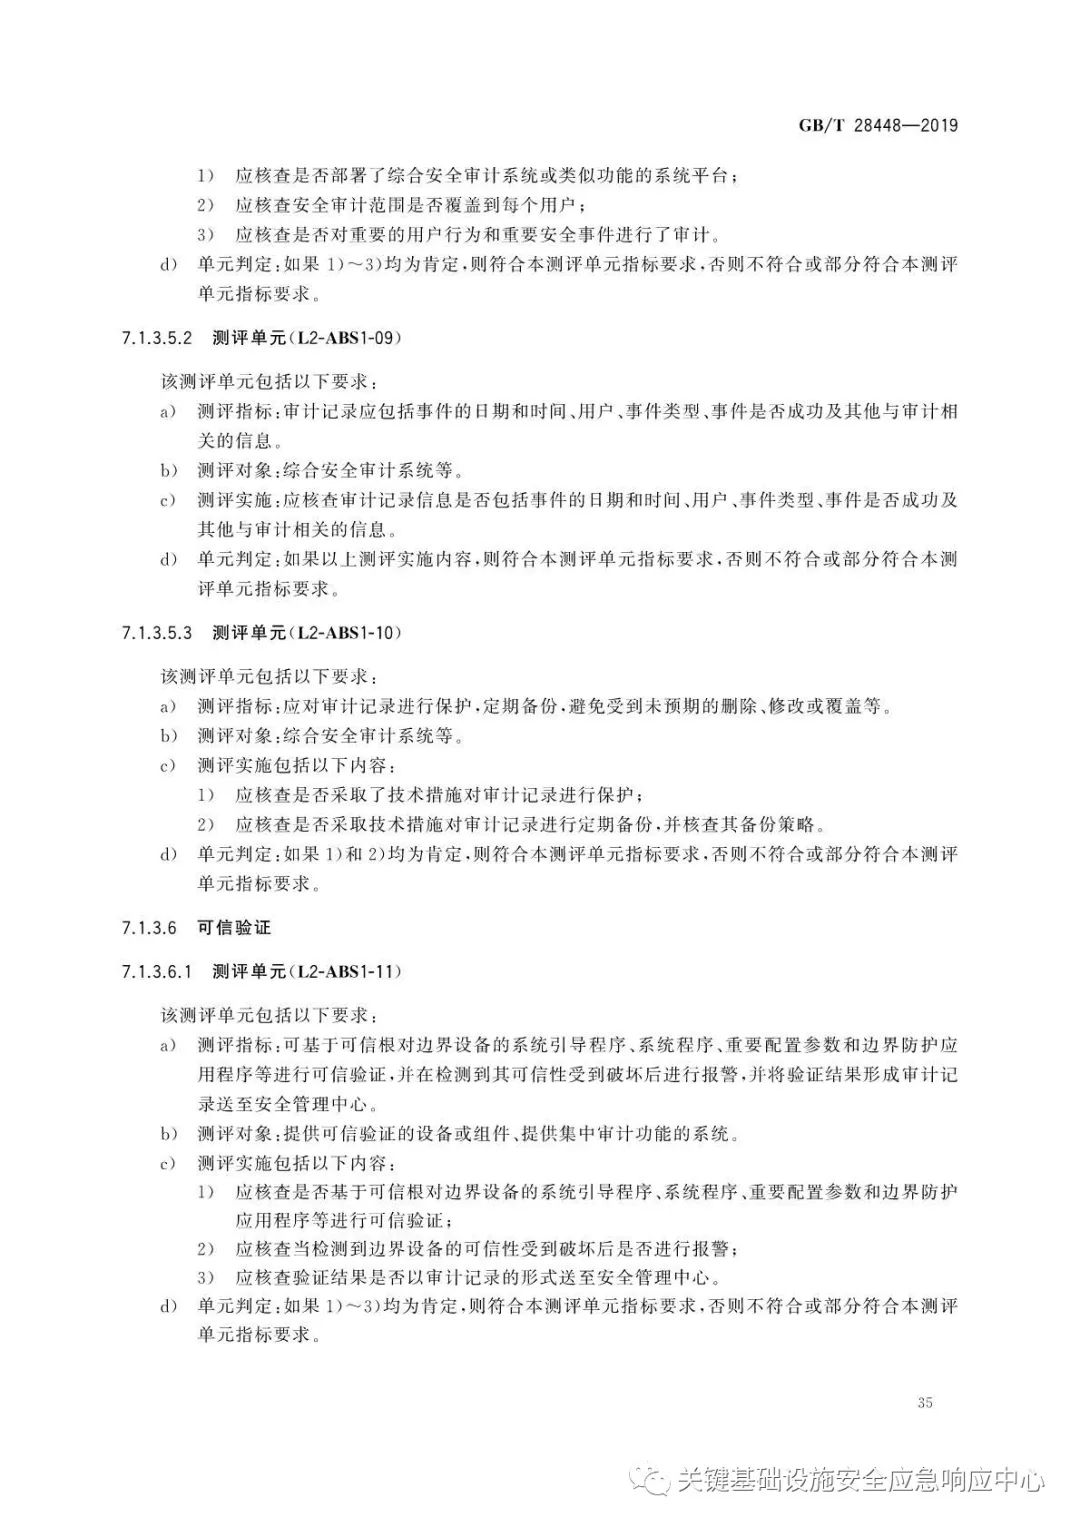 GB/T 28448—2019
1) 应核查是否部署了综合安全审计系统或类似功能的系统平台;
2) 应核查安全审计范围是否覆盖到每个用户;
3) 应核查是否对重要的用户行为和重要安全事件进行了审计。
d) 单元判定:如果 1)～3)均为肯定,则符合本测评单元指标要求,否则不符合或部分符合本测评
单元指标要求。
7.1.3.5.2 测评单元(L2-ABS1-09)
该测评单元包括以下要求:
a) 测评指标:审计记录应包括事件的日期和时间、用户、事件类型、事件是否成功及其他与审计相
关的信息。
b) 测评对象:综合安全审计系统等。
c) 测评实施:应核查审计记录信息是否包括事件的日期和时间、用户、事件类型、事件是否成功及
其他与审计相关的信息。
d) 单元判定:如果以上测评实施内容,则符合本测评单元指标要求,否则不符合或部分符合本测
评单元指标要求。
7.1.3.5.3 测评单元(L2-ABS1-10)
该测评单元包括以下要求:
a) 测评指标:应对审计记录进行保护,定期备份,避免受到未预期的删除、修改或覆盖等。
b) 测评对象:综合安全审计系统等。
c) 测评实施包括以下内容:
1) 应核查是否采取了技术措施对审计记录进行保护;
2) 应核查是否采取技术措施对审计记录进行定期备份,并核查其备份策略。
d) 单元判定:如果 1)和 2)均为肯定,则符合本测评单元指标要求,否则不符合或部分符合本测评
单元指标要求。
7.1.3.6 可信验证
7.1.3.6.1 测评单元(L2-ABS1-11)
该测评单元包括以下要求:
a) 测评指标:可基于可信根对边界设备的系统引导程序、系统程序、重要配置参数和边界防护应
用程序等进行可信验证,并在检测到其可信性受到破坏后进行报警,并将验证结果形成审计记
录送至安全管理中心。
b) 测评对象:提供可信验证的设备或组件、提供集中审计功能的系统。
c) 测评实施包括以下内容:
1) 应核查是否基于可信根对边界设备的系统引导程序、系统程序、重要配置参数和边界防护
应用程序等进行可信验证;
2) 应核查当检测到边界设备的可信性受到破坏后是否进行报警;
3) 应核查验证结果是否以审计记录的形式送至安全管理中心。
d) 单元判定:如果 1)～3)均为肯定,则符合本测评单元指标要求,否则不符合或部分符合本测评
单元指标要求。
35
关键基础设施安全应急响应中心